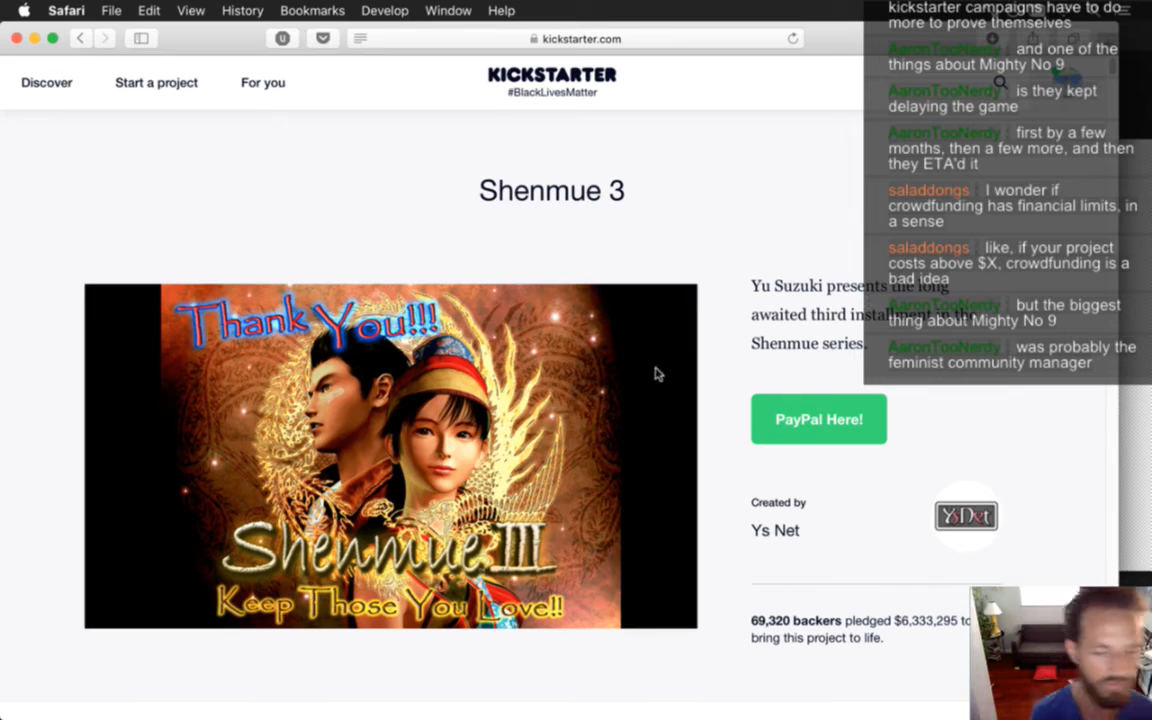 Safari File Edit View History Bookmarks Develop Window Help
kickstarter.com
Discover Start a project For you
KICKSTARTER
#BlackLivesMatter
Shenmue 3
Thank You!!!
Shenmue III
Keep Those You Love!!
Yu Suzuki presents the long
awaited third installment in the
Shenmue series.
PayPal Here!
Created by
Ys Net
YsNet
69,320 backers pledged $6,333,295 to
bring this project to life.
kickstarter campaigns have to do
more to prove themselves
AaronTooNerdy and one of the
things about Mighty No 9
AaronTooNerdy is they kept
delaying the game
AaronTooNerdy first by a few
months, then a few more, and then
they ETA'd it
saladdongs I wonder if
crowdfunding has financial limits, in
a sense
saladdongs like, if your project
costs above $X, crowdfunding is a
bad idea
AaronTooNerdy but the biggest
thing about Mighty No 9
AaronTooNerdy was probably the
feminist community manager